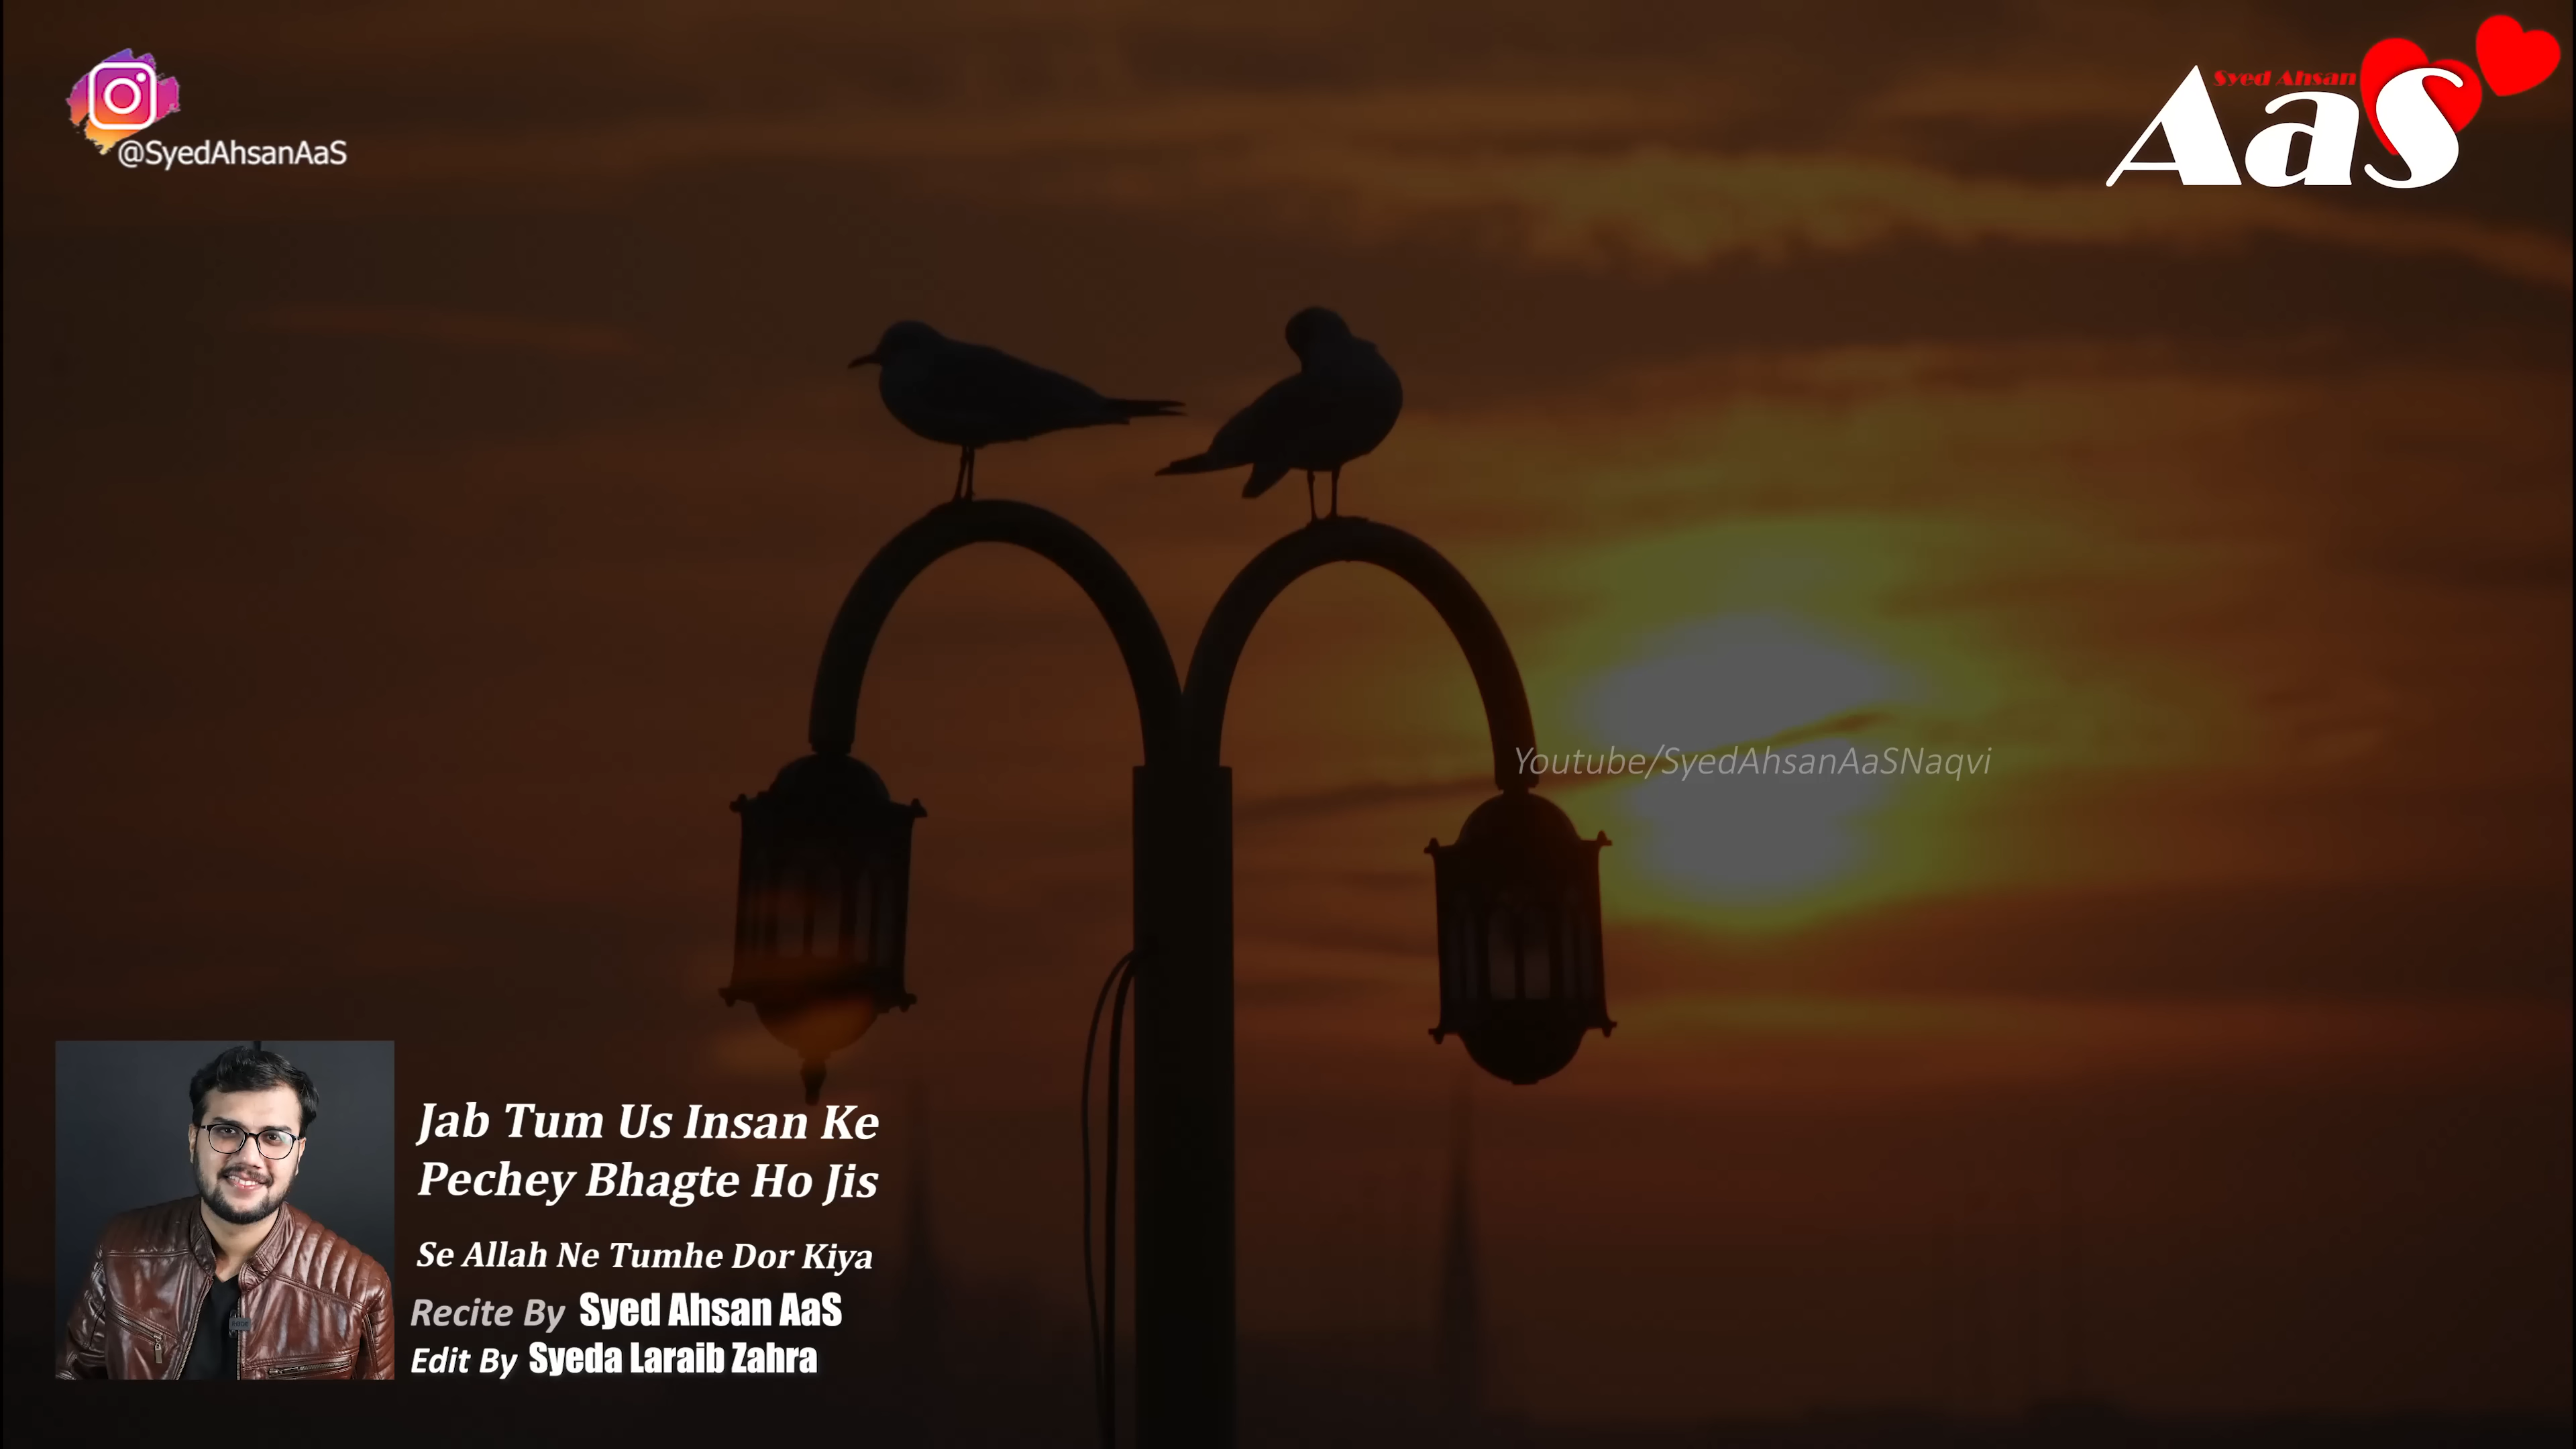 @SyedAhsanAaS
Syed Ahsan
AaS
Youtube/SyedAhsanAaSNaqvi
Jab Tum Us Insan Ke
Pechey Bhagte Ho Jis
Se Allah Ne Tumhe Dor Kiya
Recite By Syed Ahsan AaS
Edit By Syeda Laraib Zahra